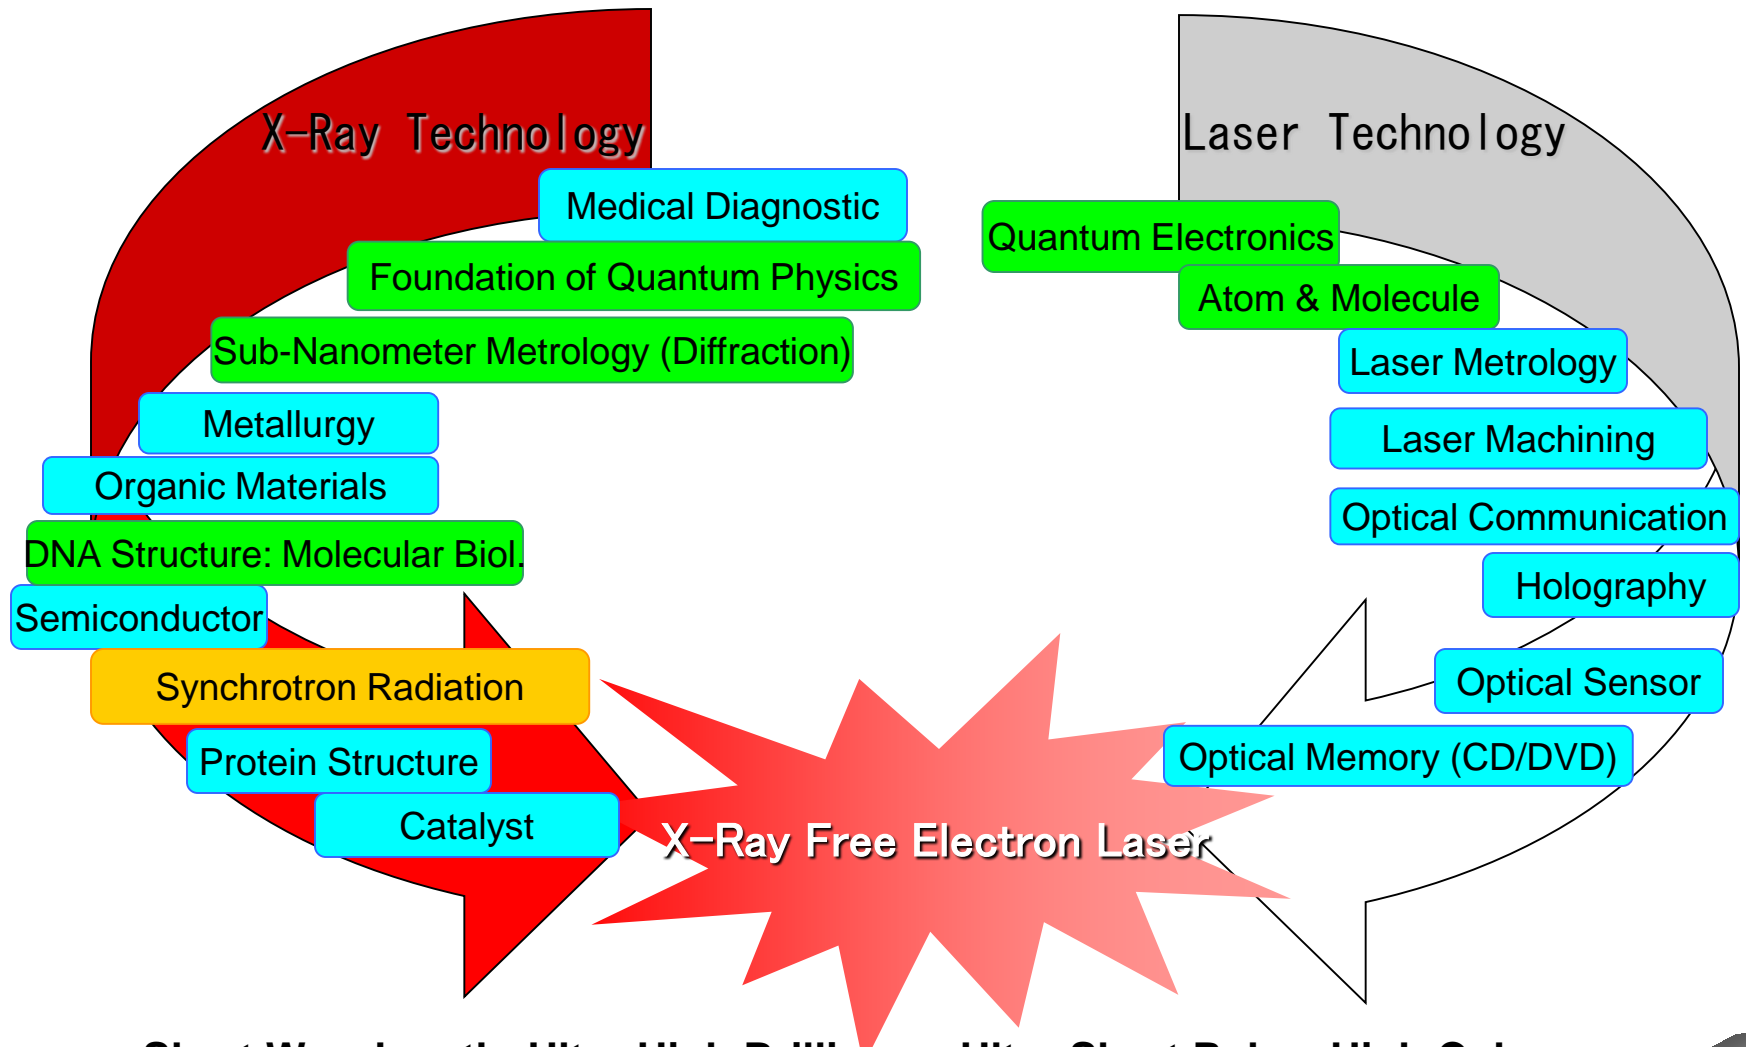 X-Ray Technology
Medical Diagnostic
Foundation of Quantum Physics
Sub-Nanometer Metrology (Diffraction)
Metallurgy
Organic Materials
DNA Structure: Molecular Biol.
Semiconductor
Synchrotron Radiation
Protein Structure
Catalyst
Laser Technology
Quantum Electronics
Atom & Molecule
Laser Metrology
Laser Machining
Optical Communication
Holography
Optical Sensor
Optical Memory (CD/DVD)
X-Ray Free Electron Laser